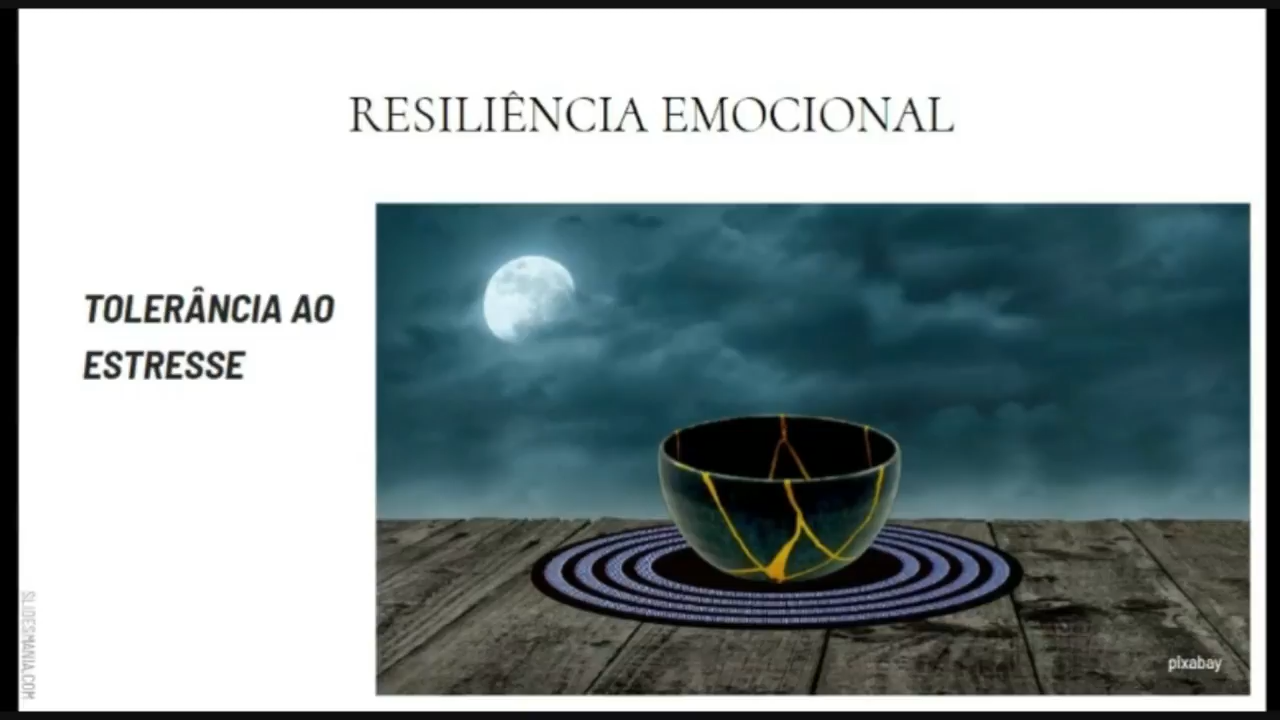 RESILIÊNCIA EMOCIONAL
TOLERÂNCIA AO
ESTRESSE
pixabay
SLIDESMANIA.COM